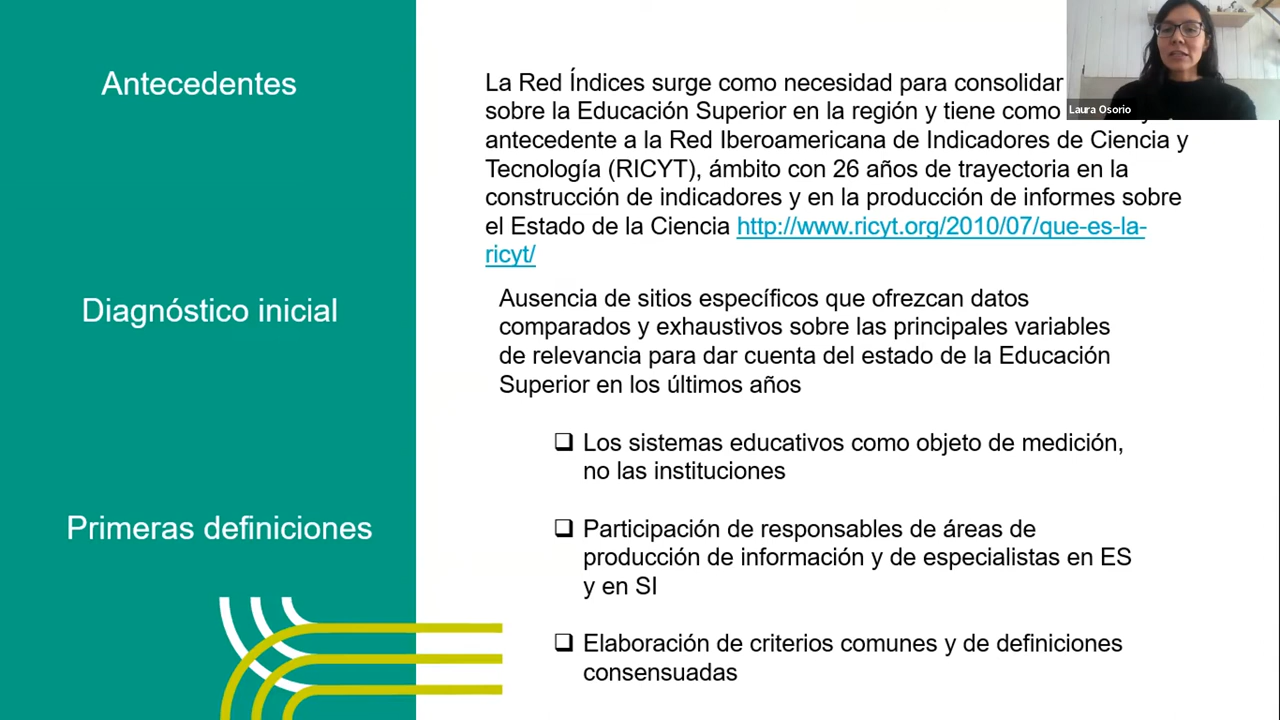 Antecedentes
La Red Índices surge como necesidad para consolidar
sobre la Educación Superior en la región y tiene como
antecedente a la Red Iberoamericana de Indicadores de Ciencia y
Tecnología (RICYT), ámbito con 26 años de trayectoria en la
construcción de indicadores y en la producción de informes sobre
el Estado de la Ciencia http://www.ricyt.org/2010/07/que-es-la-
ricyt/
Laura Osorio
Diagnóstico inicial
Ausencia de sitios específicos que ofrezcan datos
comparados y exhaustivos sobre las principales variables
de relevancia para dar cuenta del estado de la Educación
Superior en los últimos años
Primeras definiciones
❑ Los sistemas educativos como objeto de medición,
no las instituciones
❑ Participación de responsables de áreas de
producción de información y de especialistas en ES
y en SI
❑ Elaboración de criterios comunes y de definiciones
consensuadas